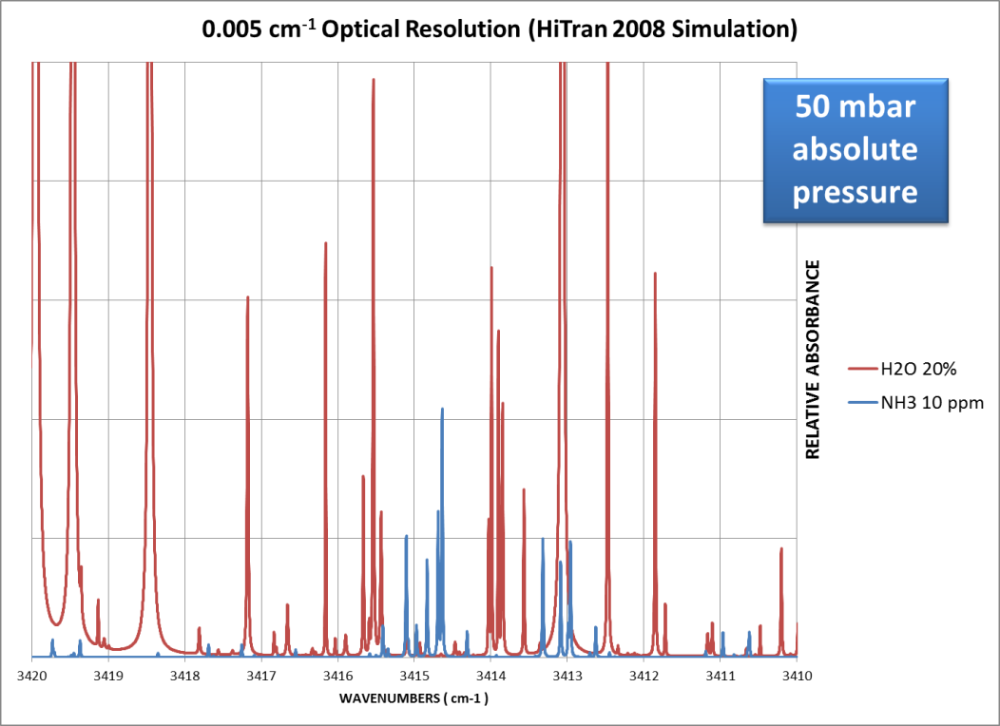 0.005 cm-1 Optical Resolution (HiTran 2008 Simulation)
50 mbar
absolute
pressure
RELATIVE ABSORBANCE
H2O 20%
NH3 10 ppm
3420 3419 3418 3417 3416 3415 3414 3413 3412 3411 3410
WAVENUMBERS ( cm-1 )